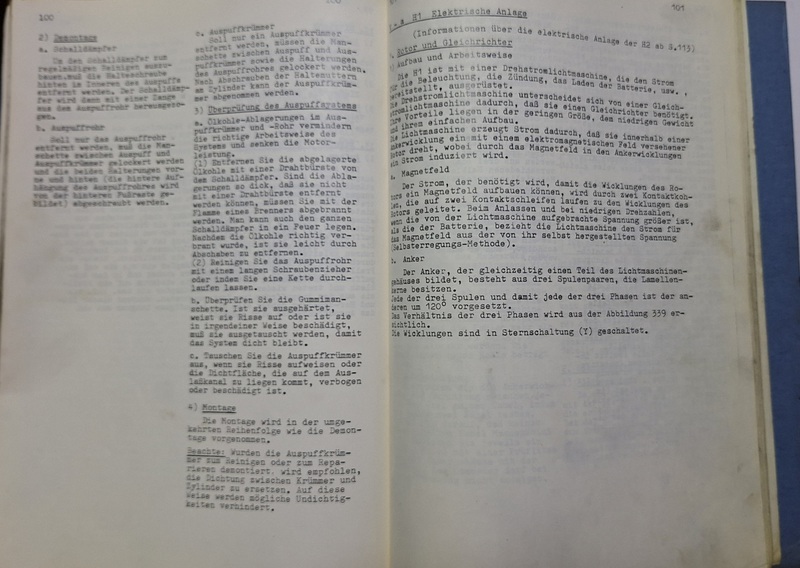 100
2) Demontage
a. Schalldämpfer
Um den Schalldämpfer zum
regelmäßigen Reinigen auszu-
bauen, muß die Halteschraube
hinten im Inneren des Auspuffs
entfernt werden. Der Schalldämp-
fer wird dann mit einer Zange
aus dem Auspuffrohr herausgezo-
gen.
b. Auspuffrohr
Soll nur das Auspuffrohr
entfernt werden, muß die Man-
schette zwischen Auspuff und
Auspuffkrümmer gelockert werden
und die beiden Halterungen vor-
ne und hinten (die hintere Auf-
hängung des Auspuffrohres wird
von der hinteren Fußraste ge-
bildet) abgeschraubt werden.
c. Auspuffkrümmer
Soll nur ein Auspuffkrümmer
entfernt werden, müssen die Man-
schette zwischen Auspuff und Aus-
puffkrümmer sowie die Halterungen
des Auspuffrohres gelockert werden.
Nach Abschrauben der Haltemuttern
am Zylinder kann der Auspuffkrüm-
mer abgenommen werden.
3) Überprüfung des Auspuffsystems
a. Ölkohle-Ablagerungen im Aus-
puffkrümmer und -Rohr vermindern
die richtige Arbeitsweise des
Systems und senken die Motor-
leistung.
(1) Entfernen Sie die abgelagerte
Ölkohle mit einer Drahtbürste von
dem Schalldämpfer. Sind die Abla-
gerungen so dick, daß sie nicht
mit einer Drahtbürste entfernt
werden können, müssen Sie mit der
Flamme eines Brenners abgebrannt
werden. Man kann auch den ganzen
Schalldämpfer in ein Feuer legen.
Nachdem die Ölkohle richtig ver-
brannt wurde, ist sie leicht durch
Abschaben zu entfernen.
(2) Reinigen Sie das Auspuffrohr
mit einem langen Schraubenzieher
oder indem Sie eine Kette durch-
laufen lassen.
b. Überprüfen Sie die Gummiman-
schette. Ist sie ausgehärtet,
weist sie Risse auf oder ist sie
in irgendeiner Weise beschädigt,
muß sie ausgetauscht werden, damit
das System dicht bleibt.
c. Tauschen Sie die Auspuffkrümmer
aus, wenn sie Risse aufweisen oder
die Dichtfläche, die auf dem Aus-
laßkanal zu liegen kommt, verbogen
oder beschädigt ist.
4) Montage
Die Montage wird in der umge-
kehrten Reihenfolge wie die Demon-
tage vorgenommen.
Beachte: Wurden die Auspuffkrüm-
mer zum Reinigen oder zum Repa-
rieren demontiert, wird empfohlen,
die Dichtung zwischen Krümmer und
Zylinder zu ersetzen. Auf diese
Weise werden mögliche Undichtig-
keiten verhindert.
101
H1 Elektrische Anlage
(Informationen über die elektrische Anlage der H2 ab S.113)
Motor und Gleichrichter
Aufbau und Arbeitsweise
Die H1 ist mit einer Drehstromlichtmaschine, die den Strom
für die Beleuchtung, die Zündung, das Laden der Batterie, usw.,
bereitstellt, ausgerüstet.
Die Drehstromlichtmaschine unterscheidet sich von einer Gleich-
stromlichtmaschine dadurch, daß sie einen Gleichrichter benötigt.
Ihre Vorteile liegen in der geringen Größe, dem niedrigen Gewicht
und ihrem einfachen Aufbau.
Die Lichtmaschine erzeugt Strom dadurch, daß sie innerhalb einer
Ankerwicklung ein mit einem elektromagnetischen Feld versehener
Rotor dreht, wobei durch das Magnetfeld in den Ankerwicklungen
ein Strom induziert wird.
a. Magnetfeld
Der Strom, der benötigt wird, damit die Wicklungen des Ro-
tors ein Magnetfeld aufbauen können, wird durch zwei Kontaktkoh-
len, die auf zwei Kontaktschleifen laufen zu den Wicklungen des
Rotors geleitet. Beim Anlassen und bei niedrigen Drehzahlen,
wenn die von der Lichtmaschine aufgebrachte Spannung größer ist,
als die der Batterie, bezieht die Lichtmaschine den Strom für
das Magnetfeld aus der von ihr selbst hergestellten Spannung
(Selbsterregungs-Methode).
b. Anker
Der Anker, der gleichzeitig einen Teil des Lichtmaschinen-
gehäuses bildet, besteht aus drei Spulenpaaren, die Lamellen-
kerne besitzen.
Jede der drei Spulen und damit jede der drei Phasen ist der an-
deren um 120° vorgesetzt.
Das Verhältnis der drei Phasen wird aus der Abbildung 339 er-
sichtlich.
Die Wicklungen sind in Sternschaltung (Y) geschaltet.